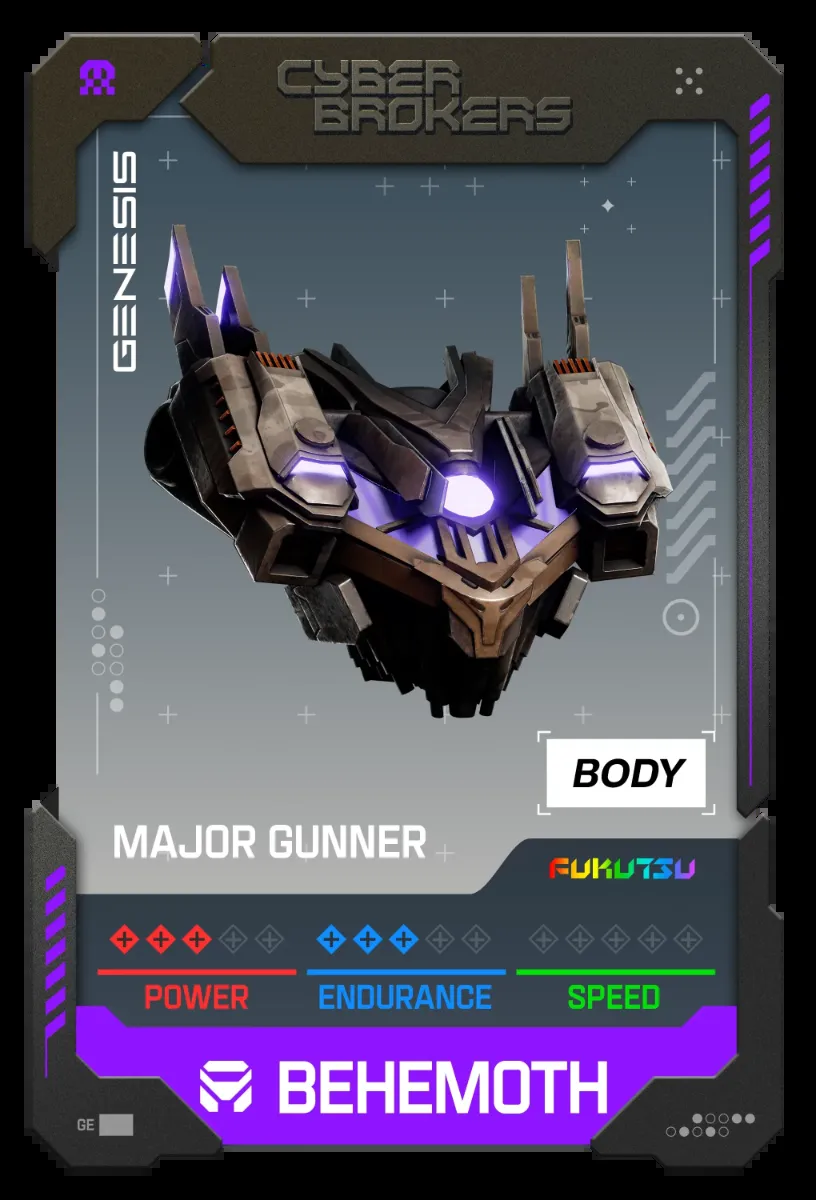 CYBER
BROKERS
GENESIS
BODY
MAJOR GUNNER
FUKUTSU
POWER
ENDURANCE
SPEED
BEHEMOTH
GE